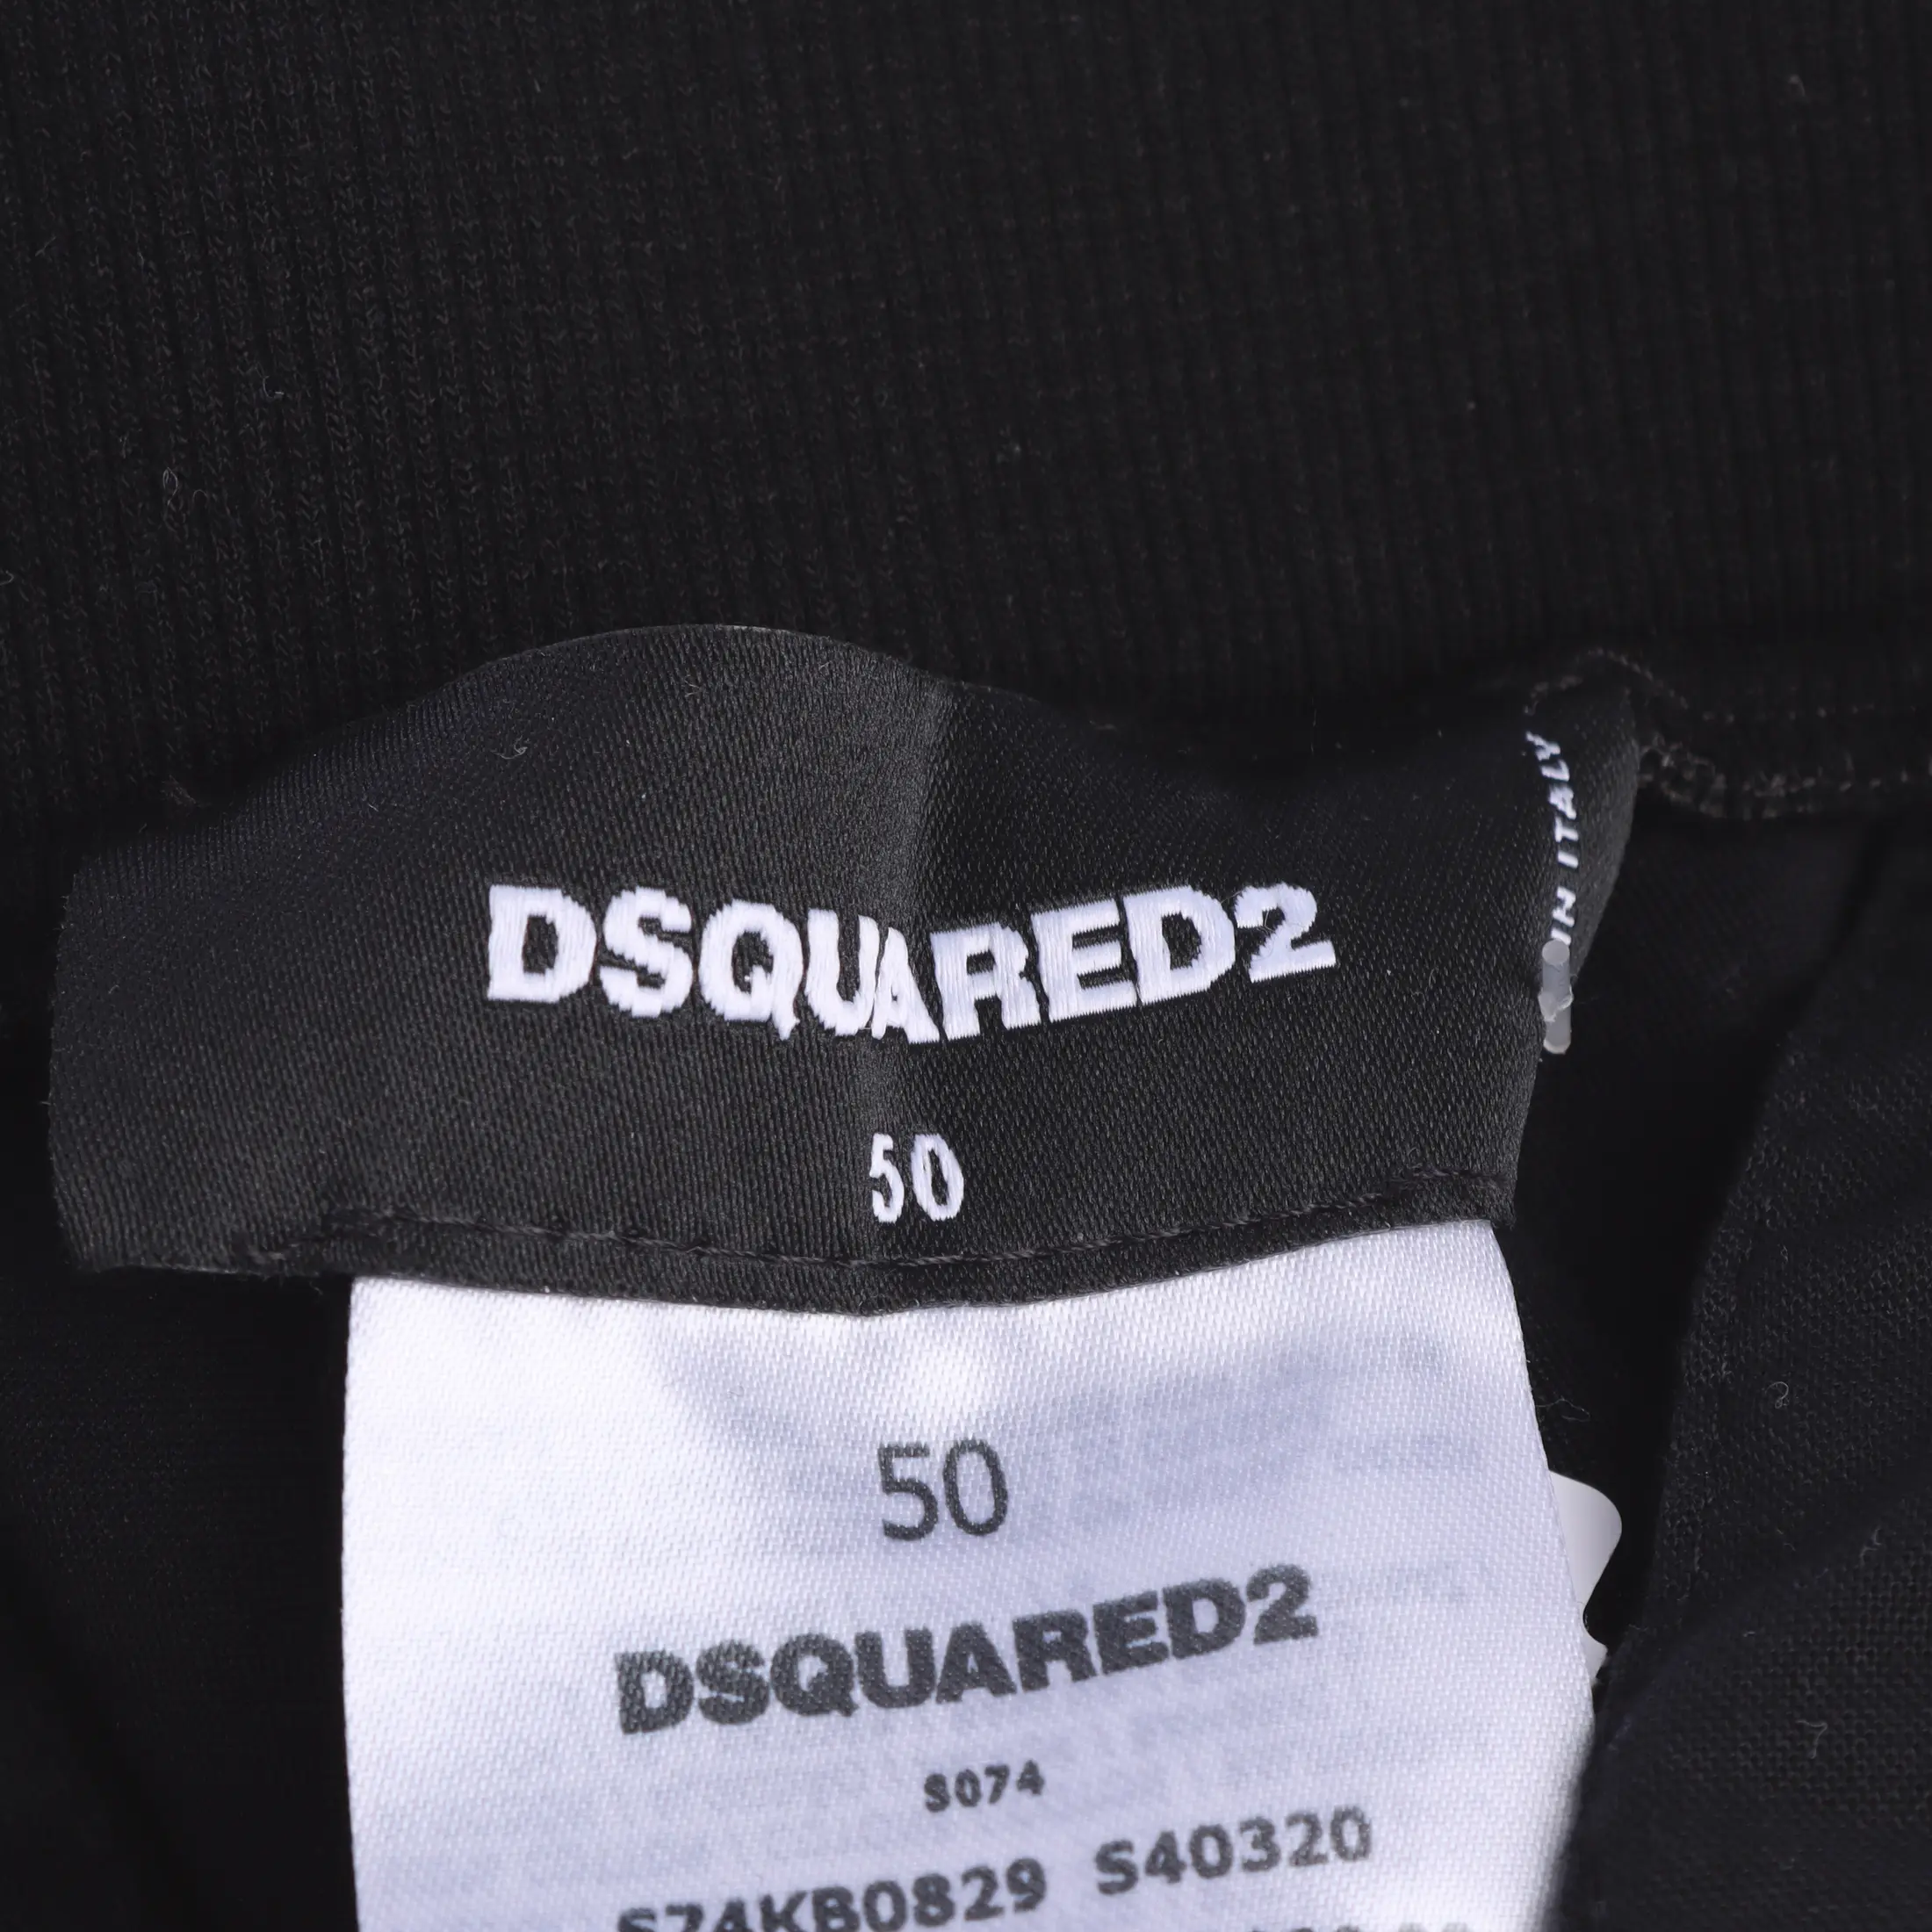 DSQUARED2
50
IN ITALY
50
DSQUARED2
S074
S74KB0829 S40320